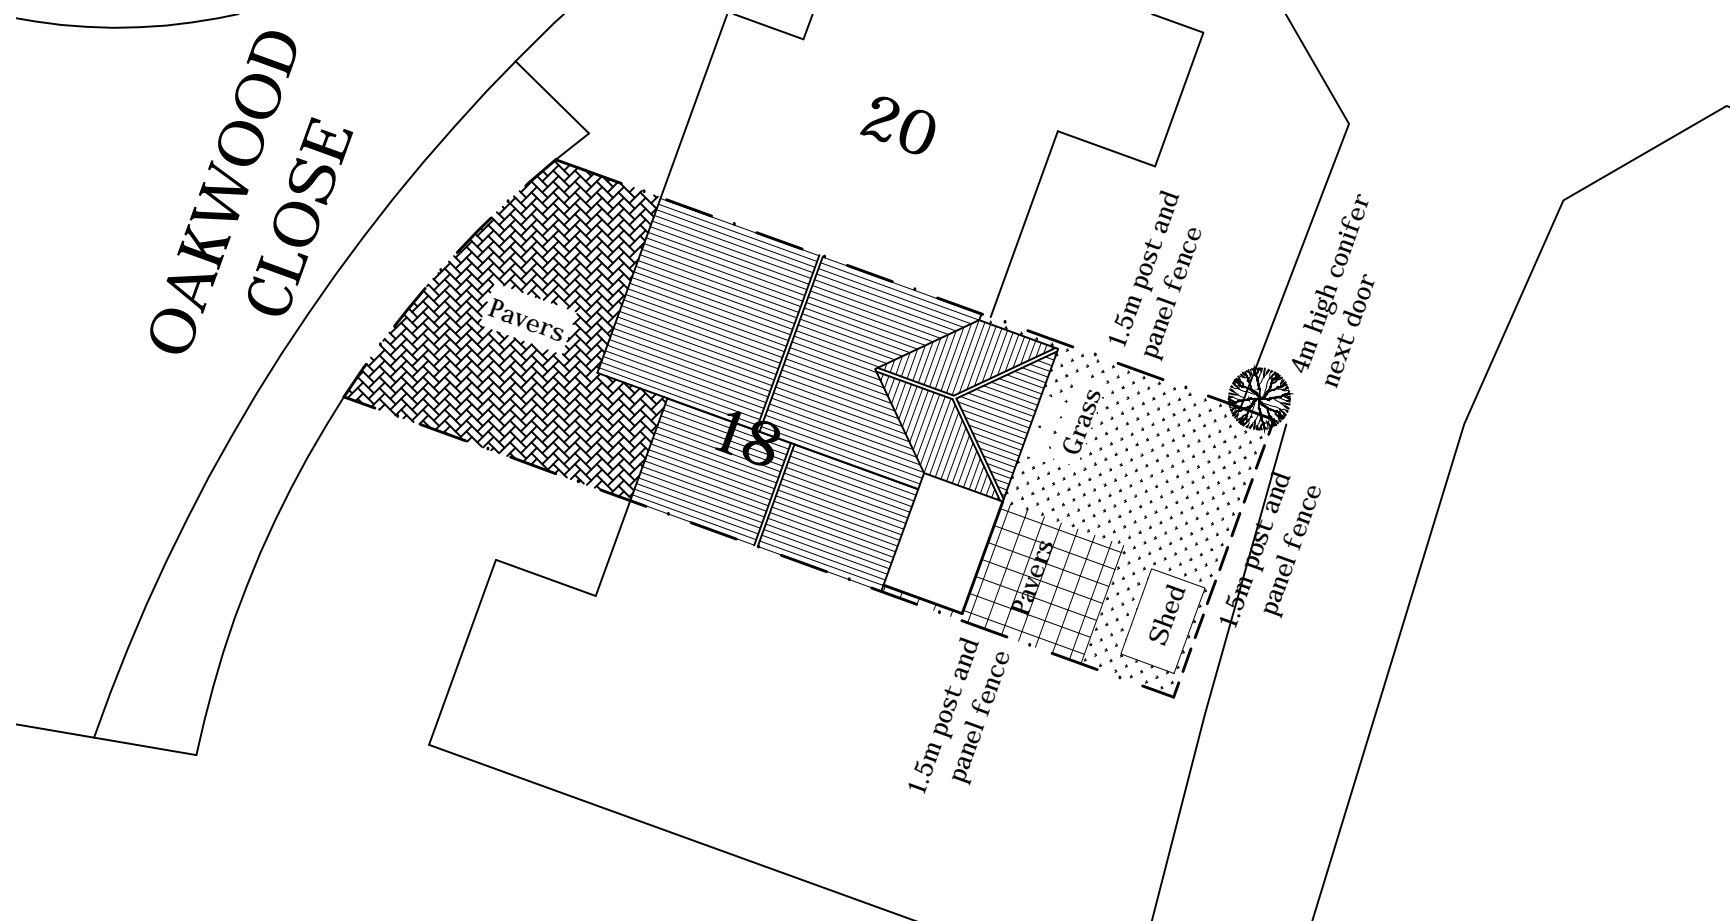 OAKWOOD
CLOSE
20
Pavers
18
Grass
1.5m post and
panel fence
4m high conifer
next door
Pavers
Shed
1.5m post and
panel fence
1.5m post and
panel fence